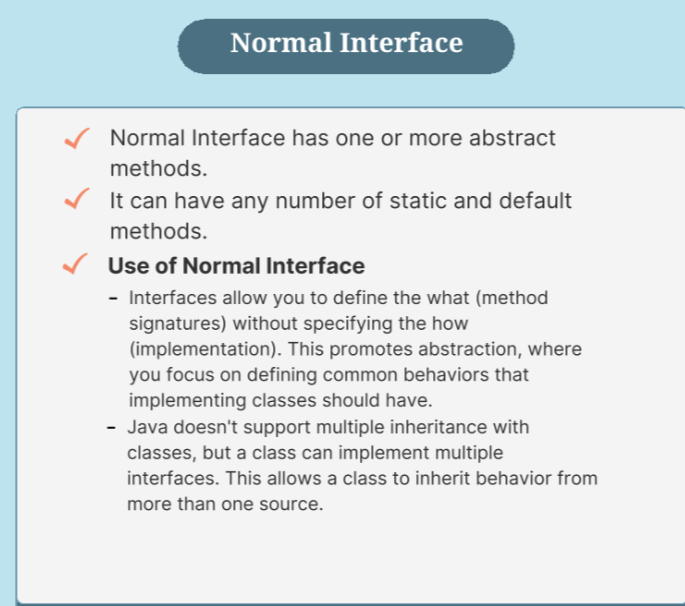 Normal Interface
Normal Interface has one or more abstract
methods.
It can have any number of static and default
methods.
Use of Normal Interface
- Interfaces allow you to define the what (method
signatures) without specifying the how
(implementation). This promotes abstraction, where
you focus on defining common behaviors that
implementing classes should have.
- Java doesn't support multiple inheritance with
classes, but a class can implement multiple
interfaces. This allows a class to inherit behavior from
more than one source.